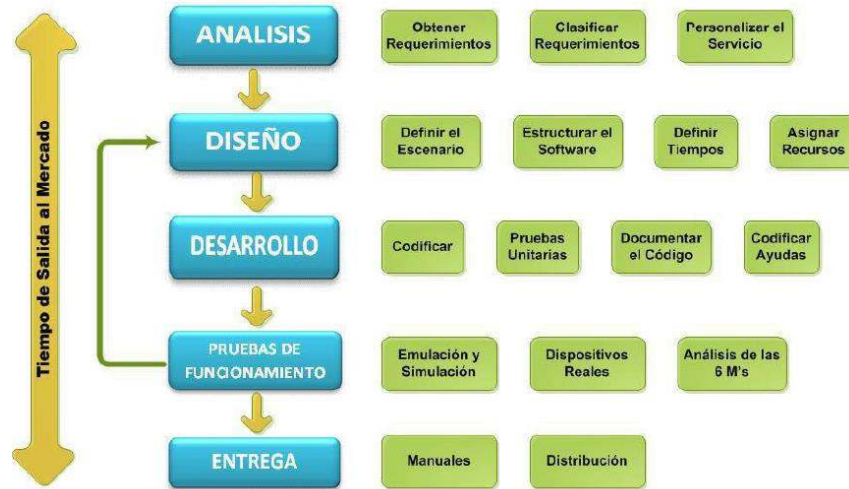 Tiempo de Salida al Mercado
ANALISIS
Obtener
Requerimientos
Clasificar
Requerimientos
Personalizar el
Servicio
DISEÑO
Definir el
Escenario
Estructurar el
Software
Definir
Tiempos
Asignar
Recursos
DESARROLLO
Codificar
Pruebas
Unitarias
Documentar
el Código
Codificar
Ayudas
PRUEBAS DE
FUNCIONAMIENTO
Emulación y
Simulación
Dispositivos
Reales
Análisis de las
6 M's
ENTREGA
Manuales
Distribución